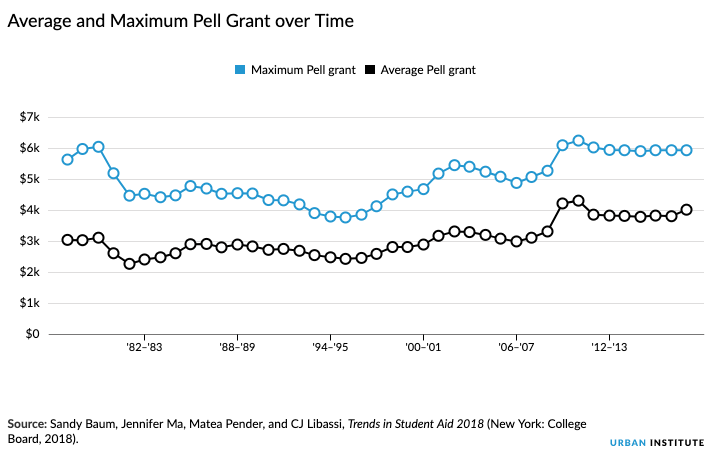 Average and Maximum Pell Grant over Time
Maximum Pell grant Average Pell grant
$7k
$6k
$5k
$4k
$3k
$2k
$1k
$0
'82–'83 '88–'89 '94–'95 '00–'01 '06–'07 '12–'13
Source: Sandy Baum, Jennifer Ma, Matea Pender, and CJ Libassi, Trends in Student Aid 2018 (New York: College
Board, 2018).
URBAN INSTITUTE